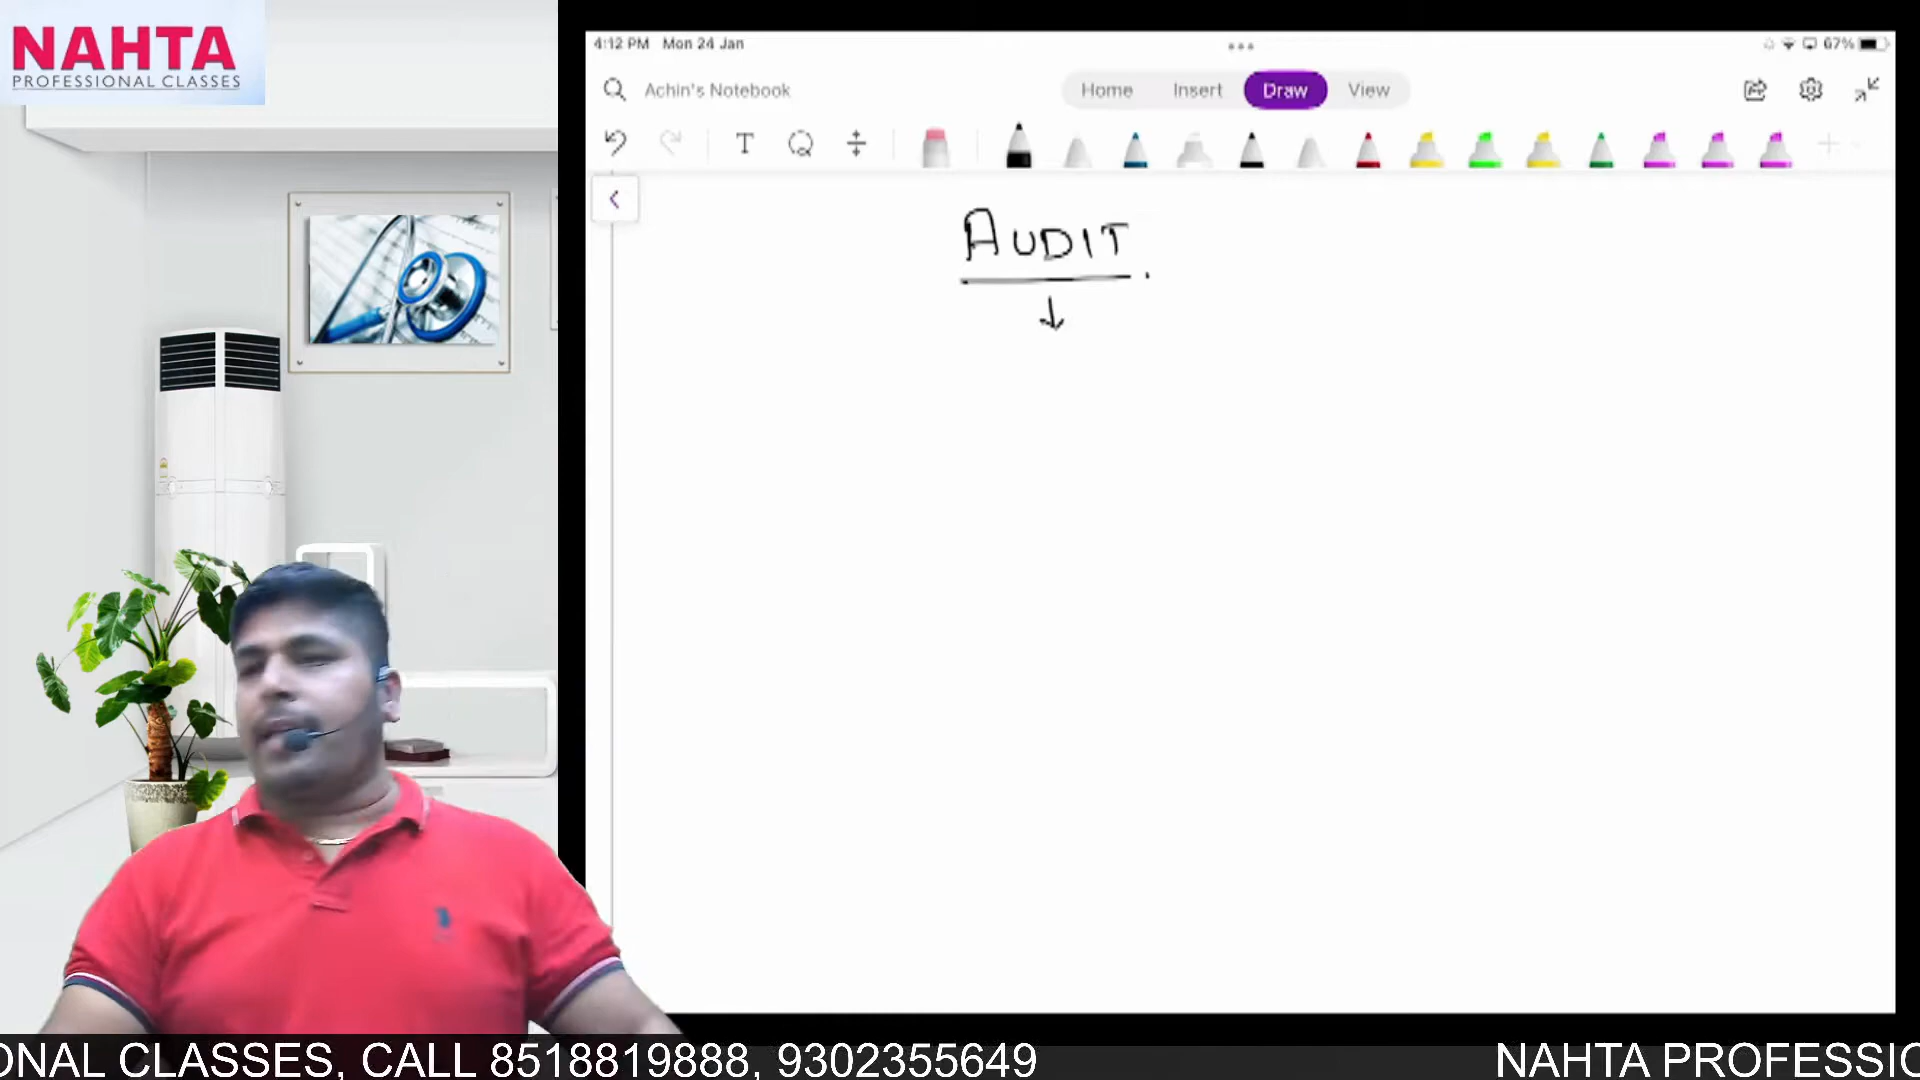 NAHTA
PROFESSIONAL CLASSES
4:12 PM Mon 24 Jan
67%
Achin's Notebook
Home Insert Draw View
T
AUDIT
ONAL CLASSES, CALL 8518819888, 9302355649 NAHTA PROFESSIO